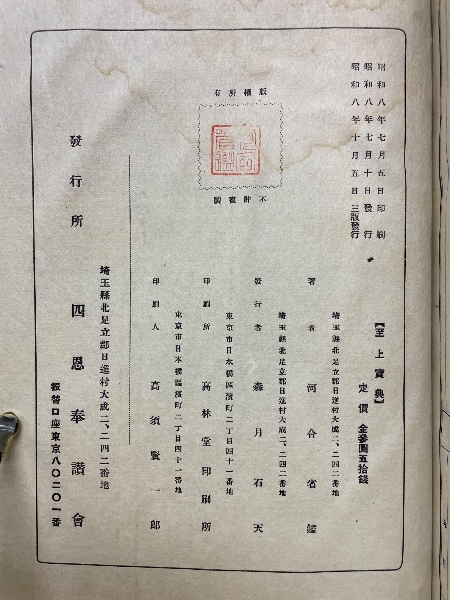 昭和八年七月五日印刷
昭和八年七月十日發行
昭和八年十月五日三版發行
【至上寶典】
定價 金參圓五拾錢
版權所有
不許複製
埼玉縣北足立郡日進村大成二、二四二番地
著者 河合省鑑
埼玉縣北足立郡日進村大成二、二四二番地
發行者 森月石天
東京市日本橋區濱町二丁目四十一番地
印刷所 高林堂印刷所
東京市日本橋區濱町二丁目四十一番地
印刷人 高須賢一郎
埼玉縣北足立郡日進村大成二、二四二番地
發行所 四恩奉讃會
振替口座東京八〇二〇一番